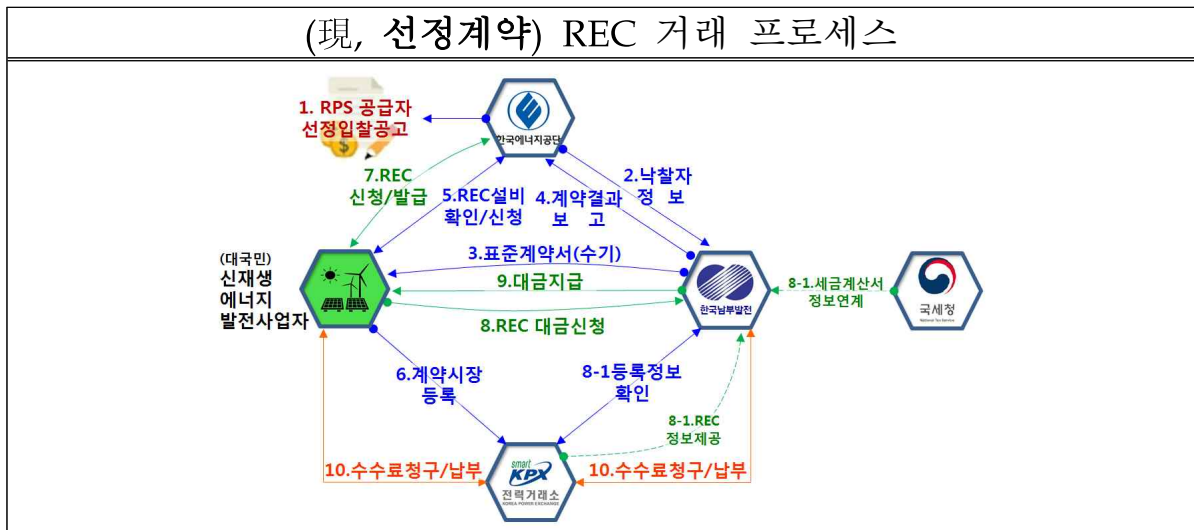 (現, 선정계약) REC 거래 프로세스
1. RPS 공급자
선정입찰공고
한국에너지공단
7.REC
신청/발급
5.REC설비
확인/신청
4.계약결과
보 고
2.낙찰자
정 보
(대국민)
신재생
에너지
발전사업자
3.표준계약서(수기)
9.대금지급
8.REC 대금신청
한국남부발전
8-1.세금계산서
정보연계
국세청
National Tax Service
6.계약시장
등록
8-1등록정보
확인
8-1.REC
정보제공
10.수수료청구/납부
smart
KPX
전력거래소
KOREA POWER EXCHANGE
10.수수료청구/납부